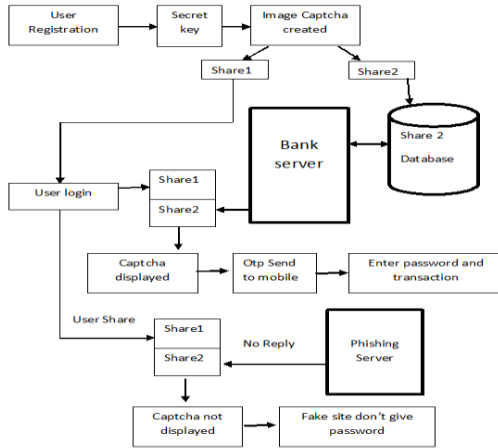 User
Registration
Secret
key
Image Captcha
created
Share1
Share2
Share 2
Database
Bank
server
User login
Share1
Share2
Captcha
displayed
Otp Send
to mobile
Enter password and
transaction
User Share
Share1
Share2
No Reply
Phishing
Server
Captcha not
displayed
Fake site don't give
password